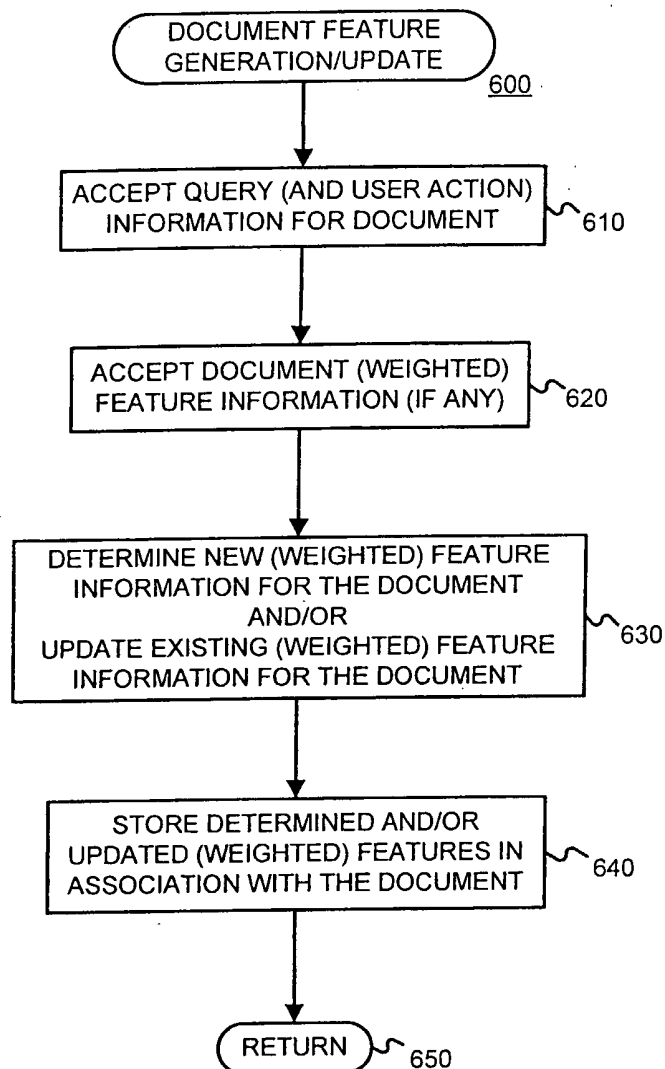 DOCUMENT FEATURE
GENERATION/UPDATE
600
ACCEPT QUERY (AND USER ACTION)
INFORMATION FOR DOCUMENT
610
ACCEPT DOCUMENT (WEIGHTED)
FEATURE INFORMATION (IF ANY)
620
DETERMINE NEW (WEIGHTED) FEATURE
INFORMATION FOR THE DOCUMENT
AND/OR
UPDATE EXISTING (WEIGHTED) FEATURE
INFORMATION FOR THE DOCUMENT
630
STORE DETERMINED AND/OR
UPDATED (WEIGHTED) FEATURES IN
ASSOCIATION WITH THE DOCUMENT
640
RETURN
650